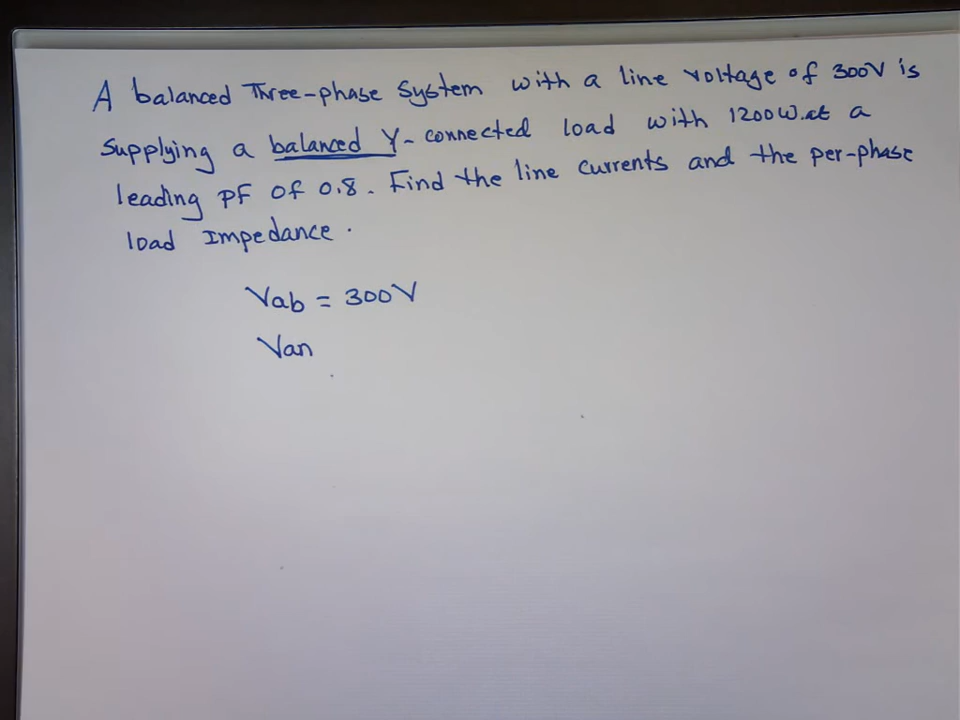 A balanced Three-phase System with a line voltage of 300V is
Supplying a balanced Y-connected load with 1200W.at a
leading PF of 0.8. Find the line currents and the per-phase
load Impedance.
Vab = 300V
Van